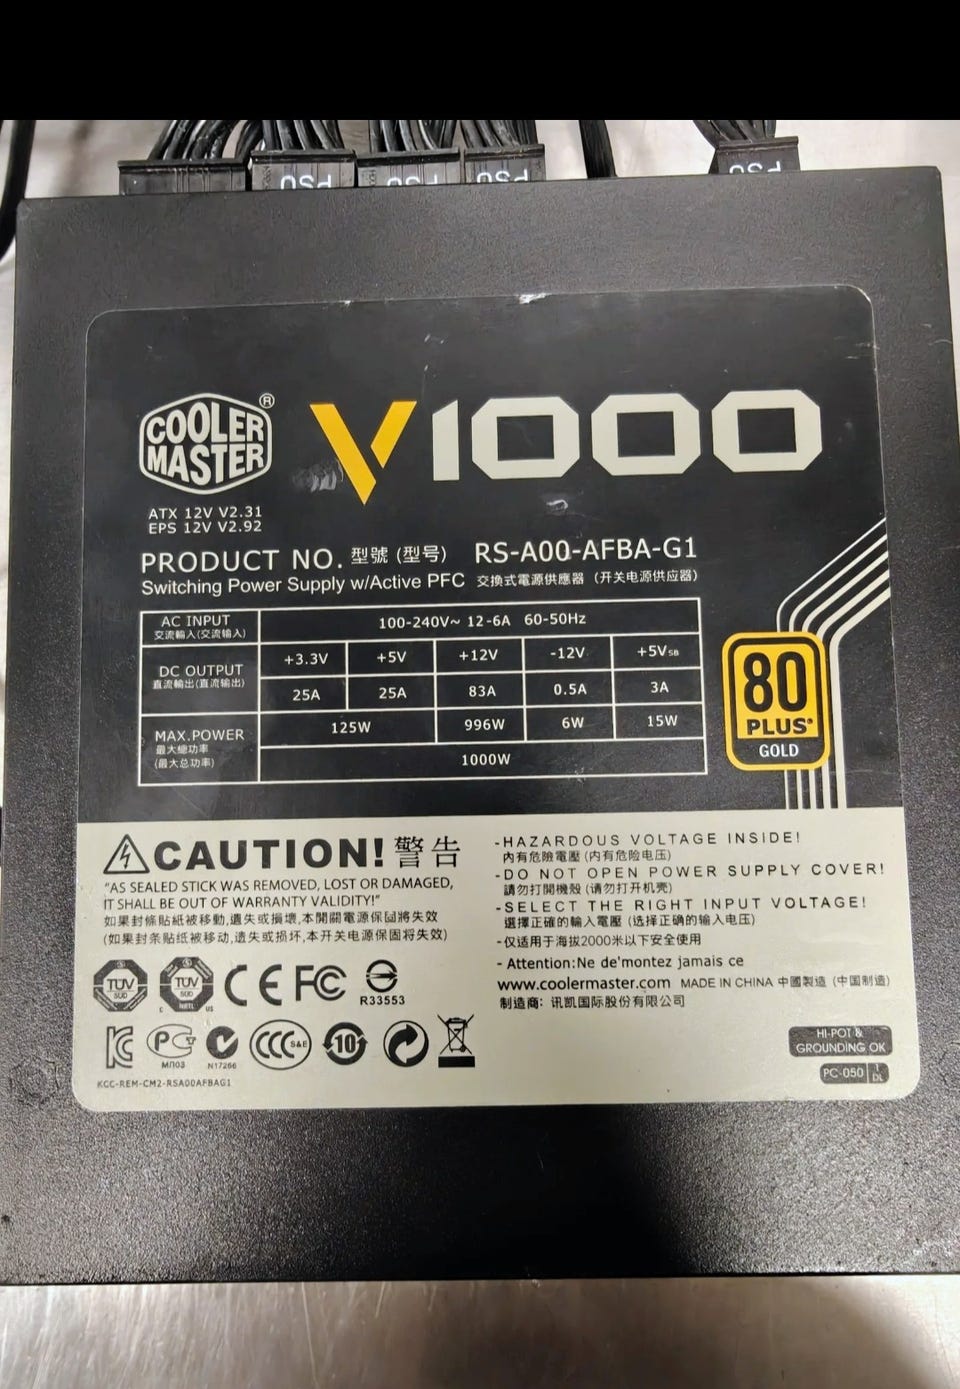 PSU
PSU
PSU
PSU
COOLER MASTER ®
V1000
ATX 12V V2.31
EPS 12V V2.92
PRODUCT NO. 型號 (型号) RS-A00-AFBA-G1
Switching Power Supply w/Active PFC 交換式電源供應器 (开关电源供应器)
AC INPUT 100-240V~ 12-6A 60-50Hz
交流輸入(交流输入)
DC OUTPUT +3.3V +5V +12V -12V +5VSB
直流輸出(直流输出) 25A 25A 83A 0.5A 3A
MAX.POWER 125W 996W 6W 15W
最大總功率
(最大总功率) 1000W
80
PLUS®
GOLD
CAUTION! 警告
"AS SEALED STICK WAS REMOVED, LOST OR DAMAGED,
IT SHALL BE OUT OF WARRANTY VALIDITY!"
如果封條貼紙被移動,遺失或損壞,本開關電源保固將失效
(如果封条贴纸被移动,遗失或损坏,本开关电源保固将失效)
-HAZARDOUS VOLTAGE INSIDE!
內有危險電壓 (内有危险电压)
-DO NOT OPEN POWER SUPPLY COVER!
請勿打開機殼 (请勿打开机壳)
-SELECT THE RIGHT INPUT VOLTAGE!
選擇正確的輸入電壓 (选择正确的输入电压)
-仅适用于海拔2000米以下安全使用
- Attention:Ne de'montez jamais ce
www.coolermaster.com MADE IN CHINA 中國製造 (中国制造)
制造商: 讯凯国际股份有限公司
TUV SUD
C TUV SUD NRTL US
CE FC
R33553
PG
МЛ03
N17266
CCC S&E
10
KCC-REM-CM2-RSA00AFBAG1
HI-POT &
GROUNDING OK
PC-050 1 DL